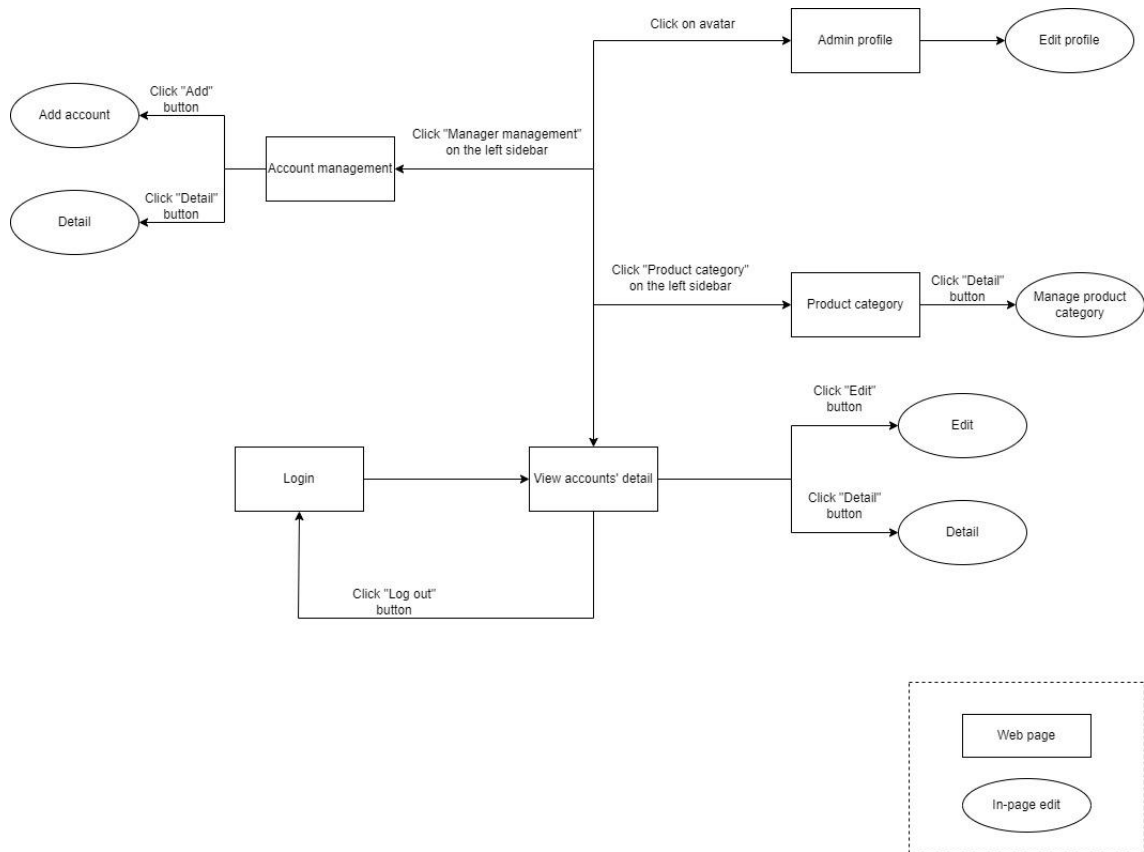 Click on avatar
Admin profile
Edit profile
Click "Add"
button
Add account
Click "Manager management"
on the left sidebar
Account management
Click "Detail"
button
Detail
Click "Product category"
on the left sidebar
Product category
Click "Detail"
button
Manage product
category
Click "Edit"
button
Edit
Login
View accounts' detail
Click "Detail"
button
Detail
Click "Log out"
button
Web page
In-page edit